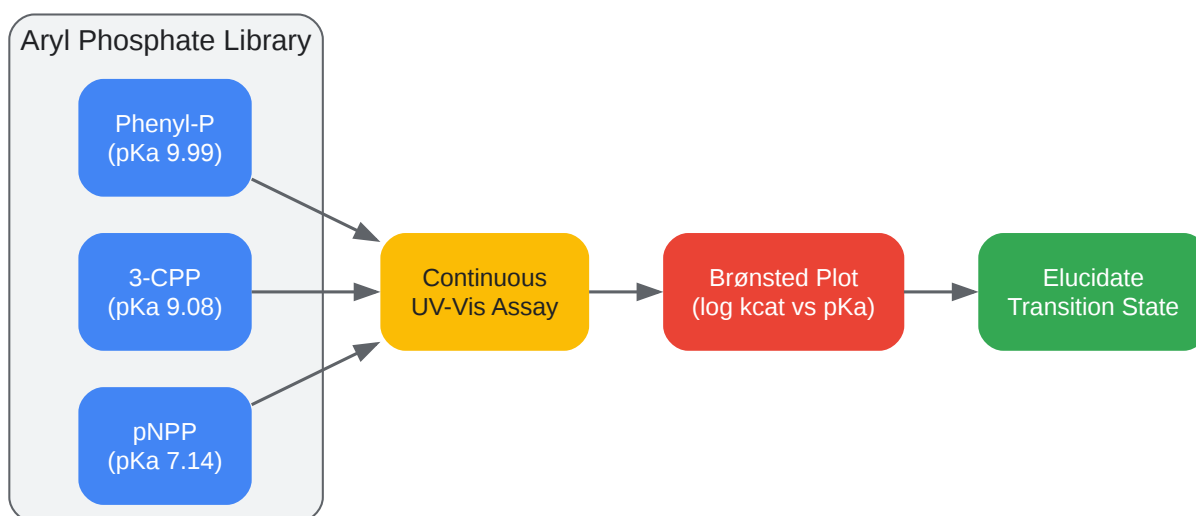 Aryl Phosphate Library
Phenyl-P
(pKa 9.99)
3-CPP
(pKa 9.08)
pNPP
(pKa 7.14)
Continuous
UV-Vis Assay
Brønsted Plot
(log kcat vs pKa)
Elucidate
Transition State